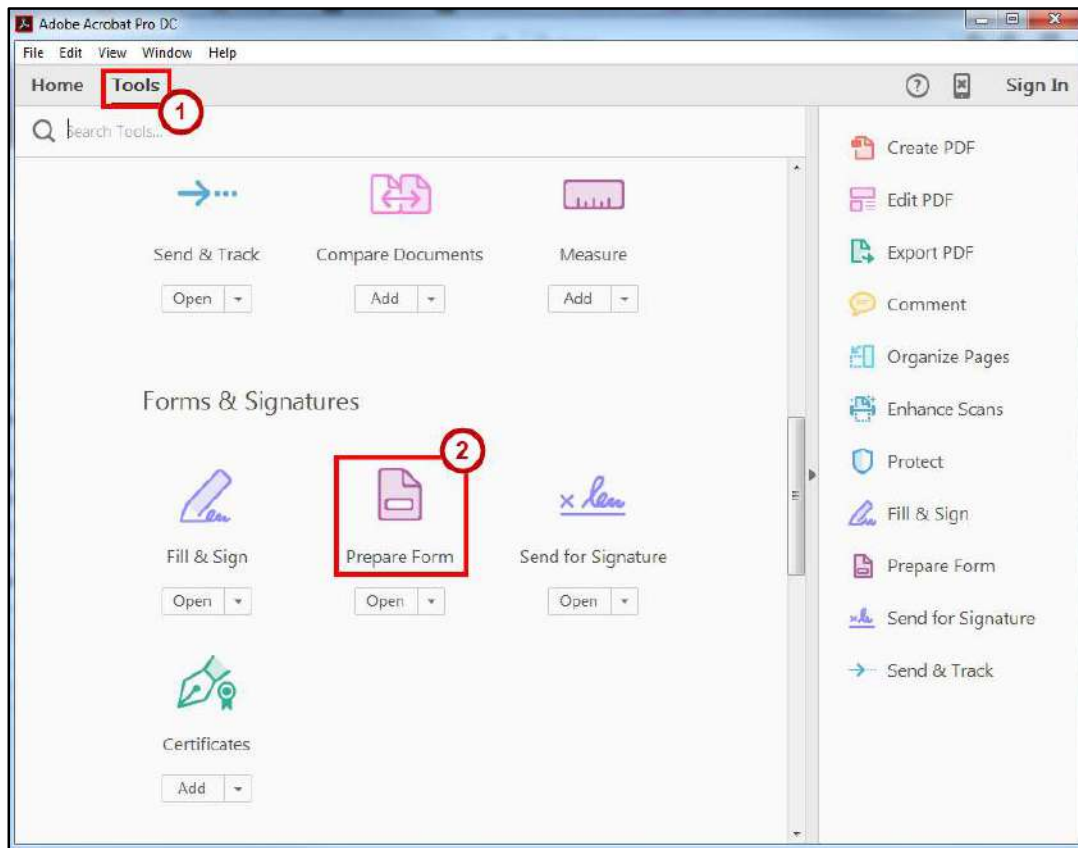 Adobe Acrobat Pro DC
File Edit View Window Help
Home Tools Sign In
1
Search Tools...
Send & Track Compare Documents Measure
Open Add Add
Forms & Signatures
2
Fill & Sign Prepare Form Send for Signature
Open Open Open
Certificates
Add
Create PDF
Edit PDF
Export PDF
Comment
Organize Pages
Enhance Scans
Protect
Fill & Sign
Prepare Form
Send for Signature
Send & Track